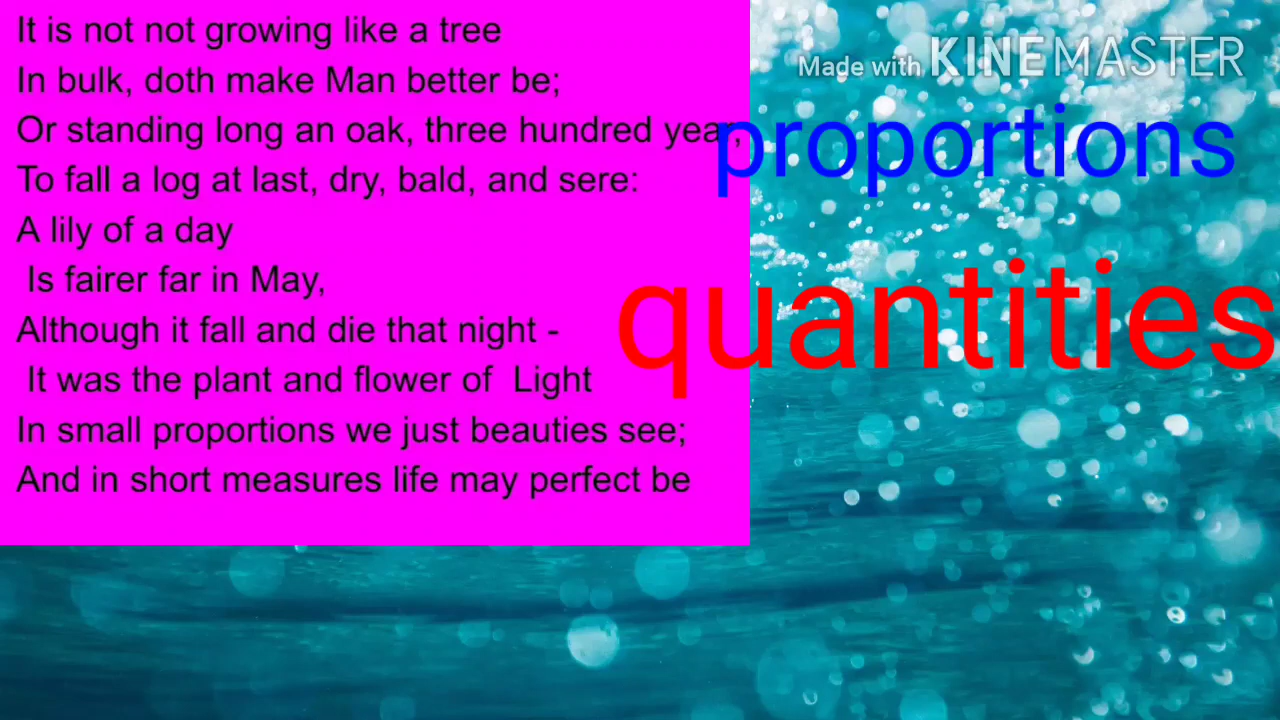 It is not not growing like a tree
In bulk, doth make Man better be;
Or standing long an oak, three hundred year,
To fall a log at last, dry, bald, and sere:
A lily of a day
Is fairer far in May,
Although it fall and die that night -
It was the plant and flower of Light
In small proportions we just beauties see;
And in short measures life may perfect be
Made with KINEMASTER
proportions
quantities